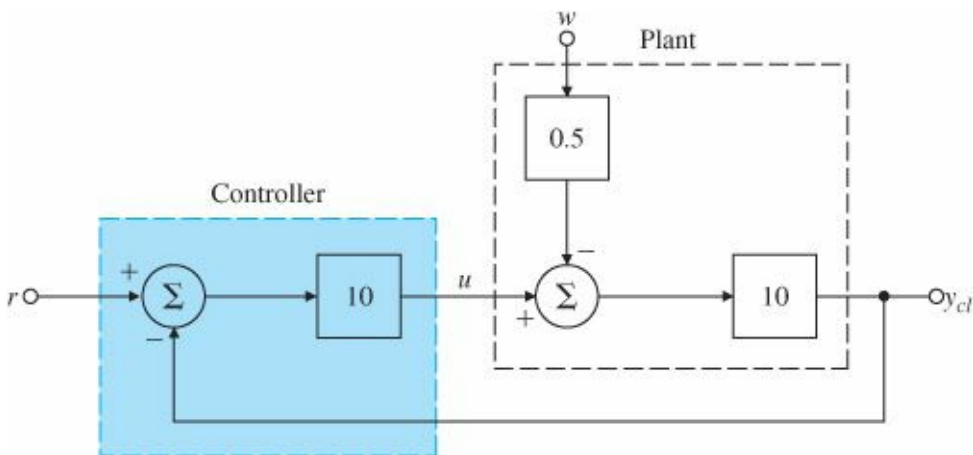 w
Plant
0.5
Controller
−
+
r
Σ
10
u
+
Σ
10
y_cl
−